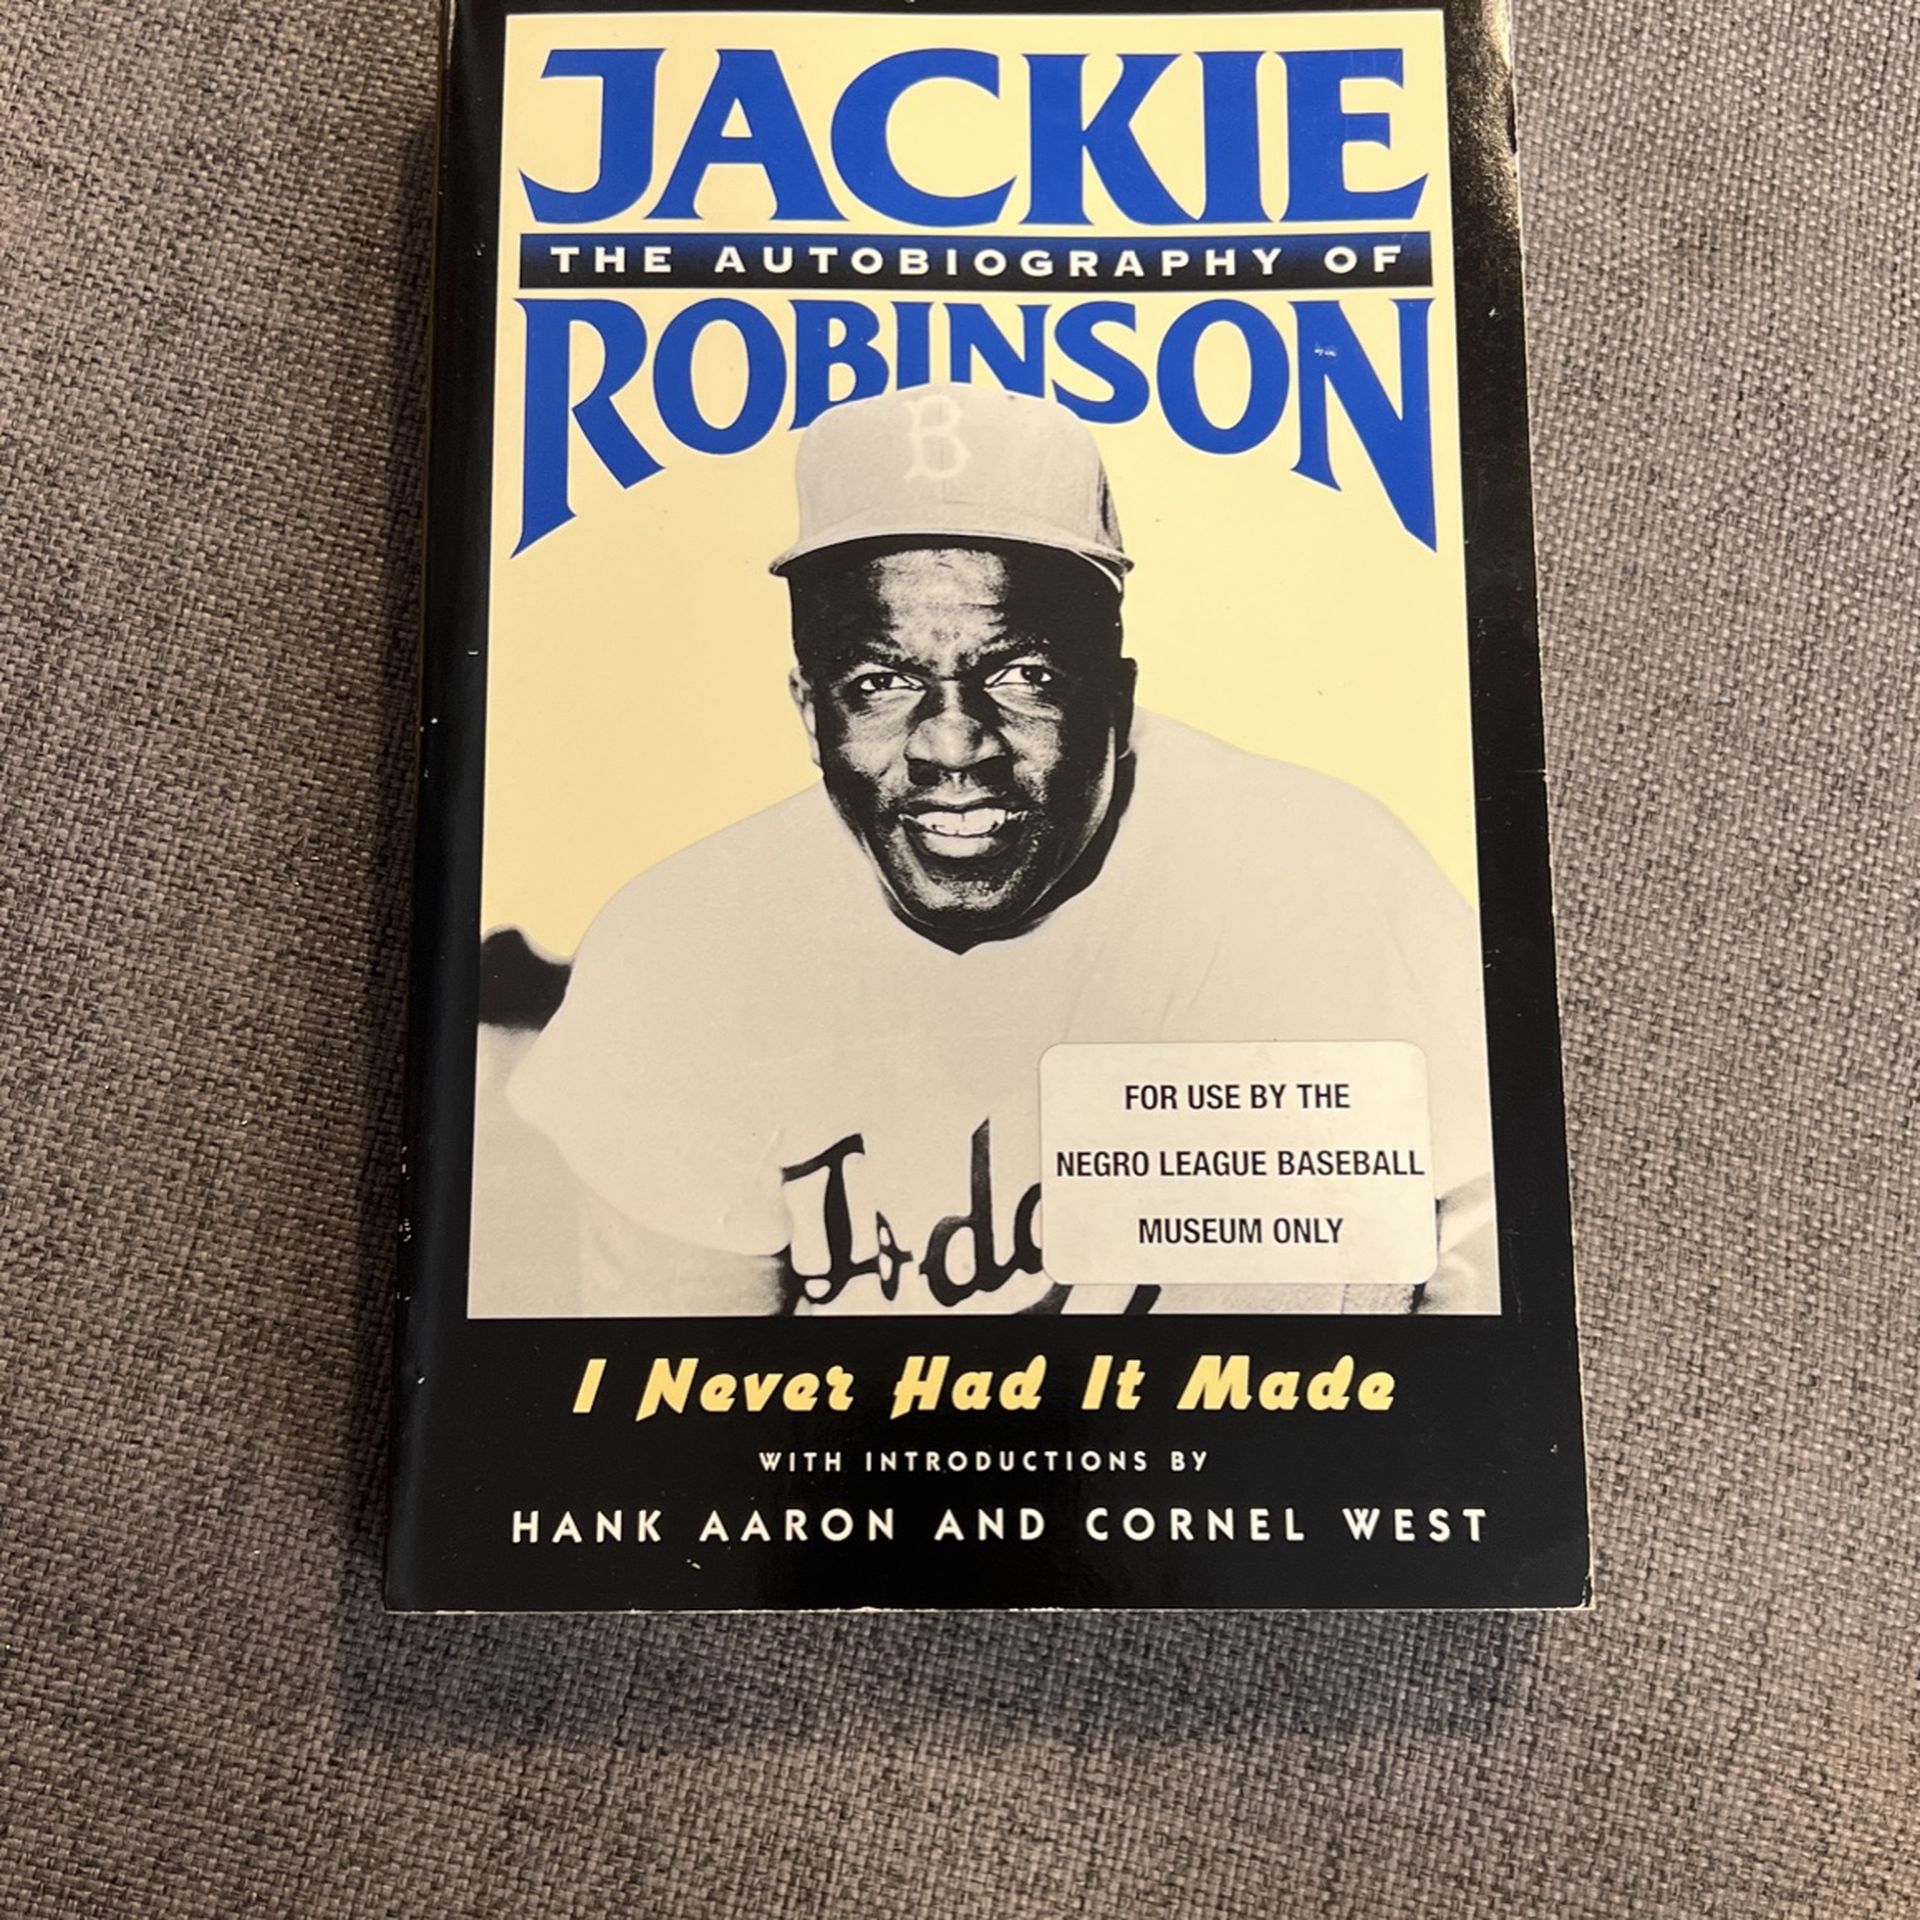 JACKIE
THE AUTOBIOGRAPHY OF
ROBINSON
B
FOR USE BY THE
NEGRO LEAGUE BASEBALL
MUSEUM ONLY
Dod
I Never Had It Made
WITH INTRODUCTIONS BY
HANK AARON AND CORNEL WEST